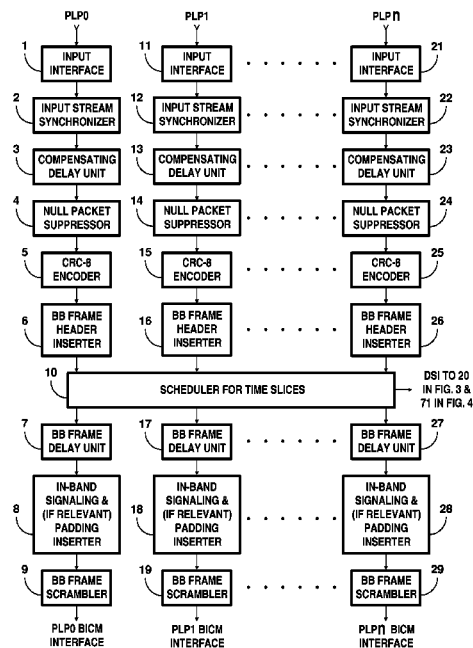 PLP0 PLP1 PLPn
1 INPUT INTERFACE 11 INPUT INTERFACE 21 INPUT INTERFACE
2 INPUT STREAM SYNCHRONIZER 12 INPUT STREAM SYNCHRONIZER 22 INPUT STREAM SYNCHRONIZER
3 COMPENSATING DELAY UNIT 13 COMPENSATING DELAY UNIT 23 COMPENSATING DELAY UNIT
4 NULL PACKET SUPPRESSOR 14 NULL PACKET SUPPRESSOR 24 NULL PACKET SUPPRESSOR
5 CRC-8 ENCODER 15 CRC-8 ENCODER 25 CRC-8 ENCODER
6 BB FRAME HEADER INSERTER 16 BB FRAME HEADER INSERTER 26 BB FRAME HEADER INSERTER
10 SCHEDULER FOR TIME SLICES
DSI TO 20
IN FIG. 3 &
71 IN FIG. 4
7 BB FRAME DELAY UNIT 17 BB FRAME DELAY UNIT 27 BB FRAME DELAY UNIT
8 IN-BAND SIGNALING & (IF RELEVANT) PADDING INSERTER 18 IN-BAND SIGNALING & (IF RELEVANT) PADDING INSERTER 28 IN-BAND SIGNALING & (IF RELEVANT) PADDING INSERTER
9 BB FRAME SCRAMBLER 19 BB FRAME SCRAMBLER 29 BB FRAME SCRAMBLER
PLP0 BICM INTERFACE PLP1 BICM INTERFACE PLPn BICM INTERFACE